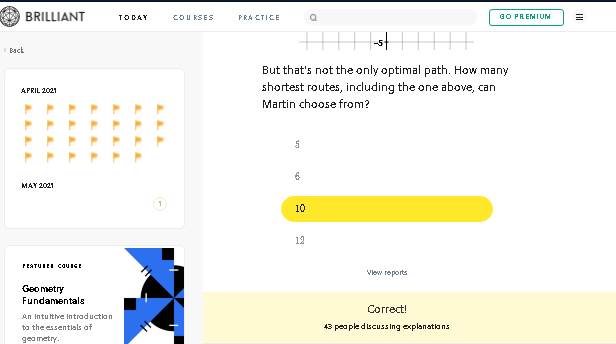 BRILLIANT
TODAY COURSES PRACTICE
GO PREMIUM
Back
APRIL 2021
MAY 2021
1
FEATURED COURSE
Geometry
Fundamentals
An intuitive introduction
to the essentials of
geometry.
-5
But that's not the only optimal path. How many
shortest routes, including the one above, can
Martin choose from?
5
6
10
12
View reports
Correct!
43 people discussing explanations